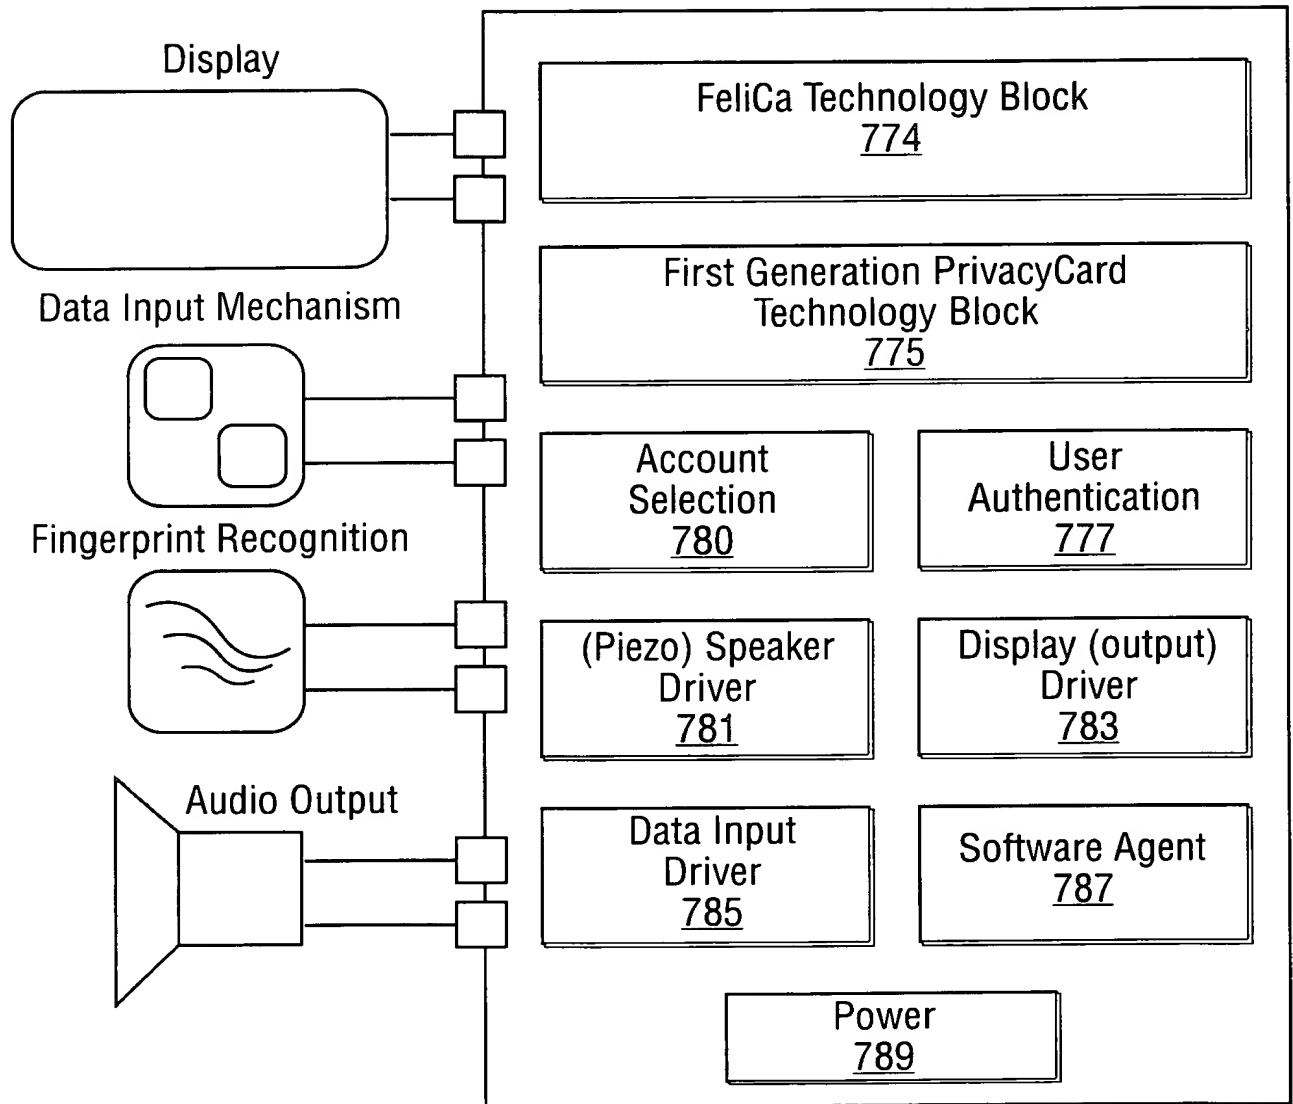 Display
FeliCa Technology Block
774
First Generation PrivacyCard
Technology Block
775
Data Input Mechanism
Account
Selection
780
User
Authentication
777
Fingerprint Recognition
(Piezo) Speaker
Driver
781
Display (output)
Driver
783
Audio Output
Data Input
Driver
785
Software Agent
787
Power
789